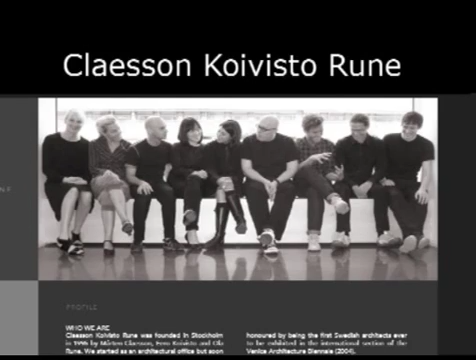 Claesson Koivisto Rune
PROFILE
WHO WE ARE
Claesson Koivisto Rune was founded in Stockholm
in 1995 by Mårten Claesson, Eero Koivisto and Ola
Rune. We started as an architectural office but soon
honoured by being the first Swedish architects ever
to be exhibited in the international section of the
Venice Architecture Biennale (2004).